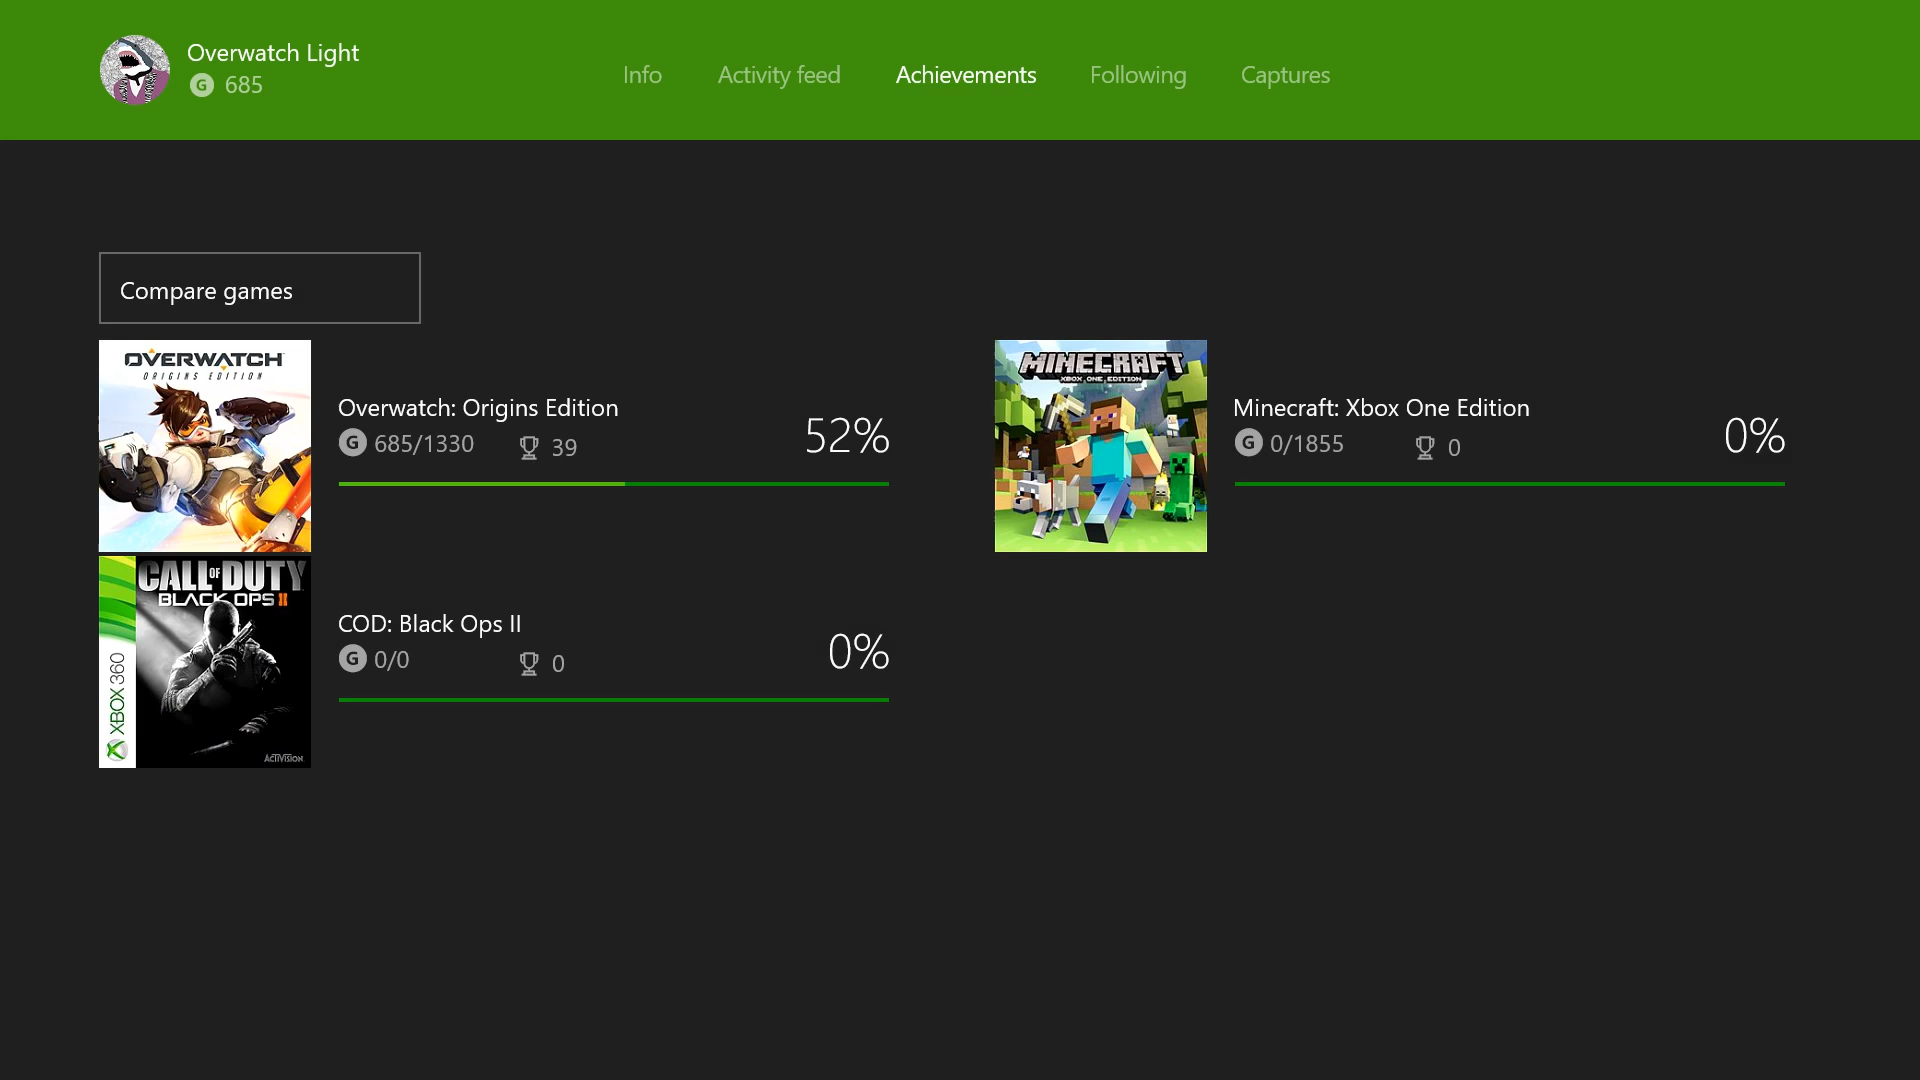 Overwatch Light
G 685
Info
Activity feed
Achievements
Following
Captures
Compare games
OVERWATCH
ORIGINS EDITION
Overwatch: Origins Edition
G 685/1330
39
52%
MINECRAFT
XBOX ONE EDITION
Minecraft: Xbox One Edition
G 0/1855
0
0%
XBOX 360
CALL OF DUTY
BLACK OPS II
ACTIVISION
COD: Black Ops II
G 0/0
0
0%